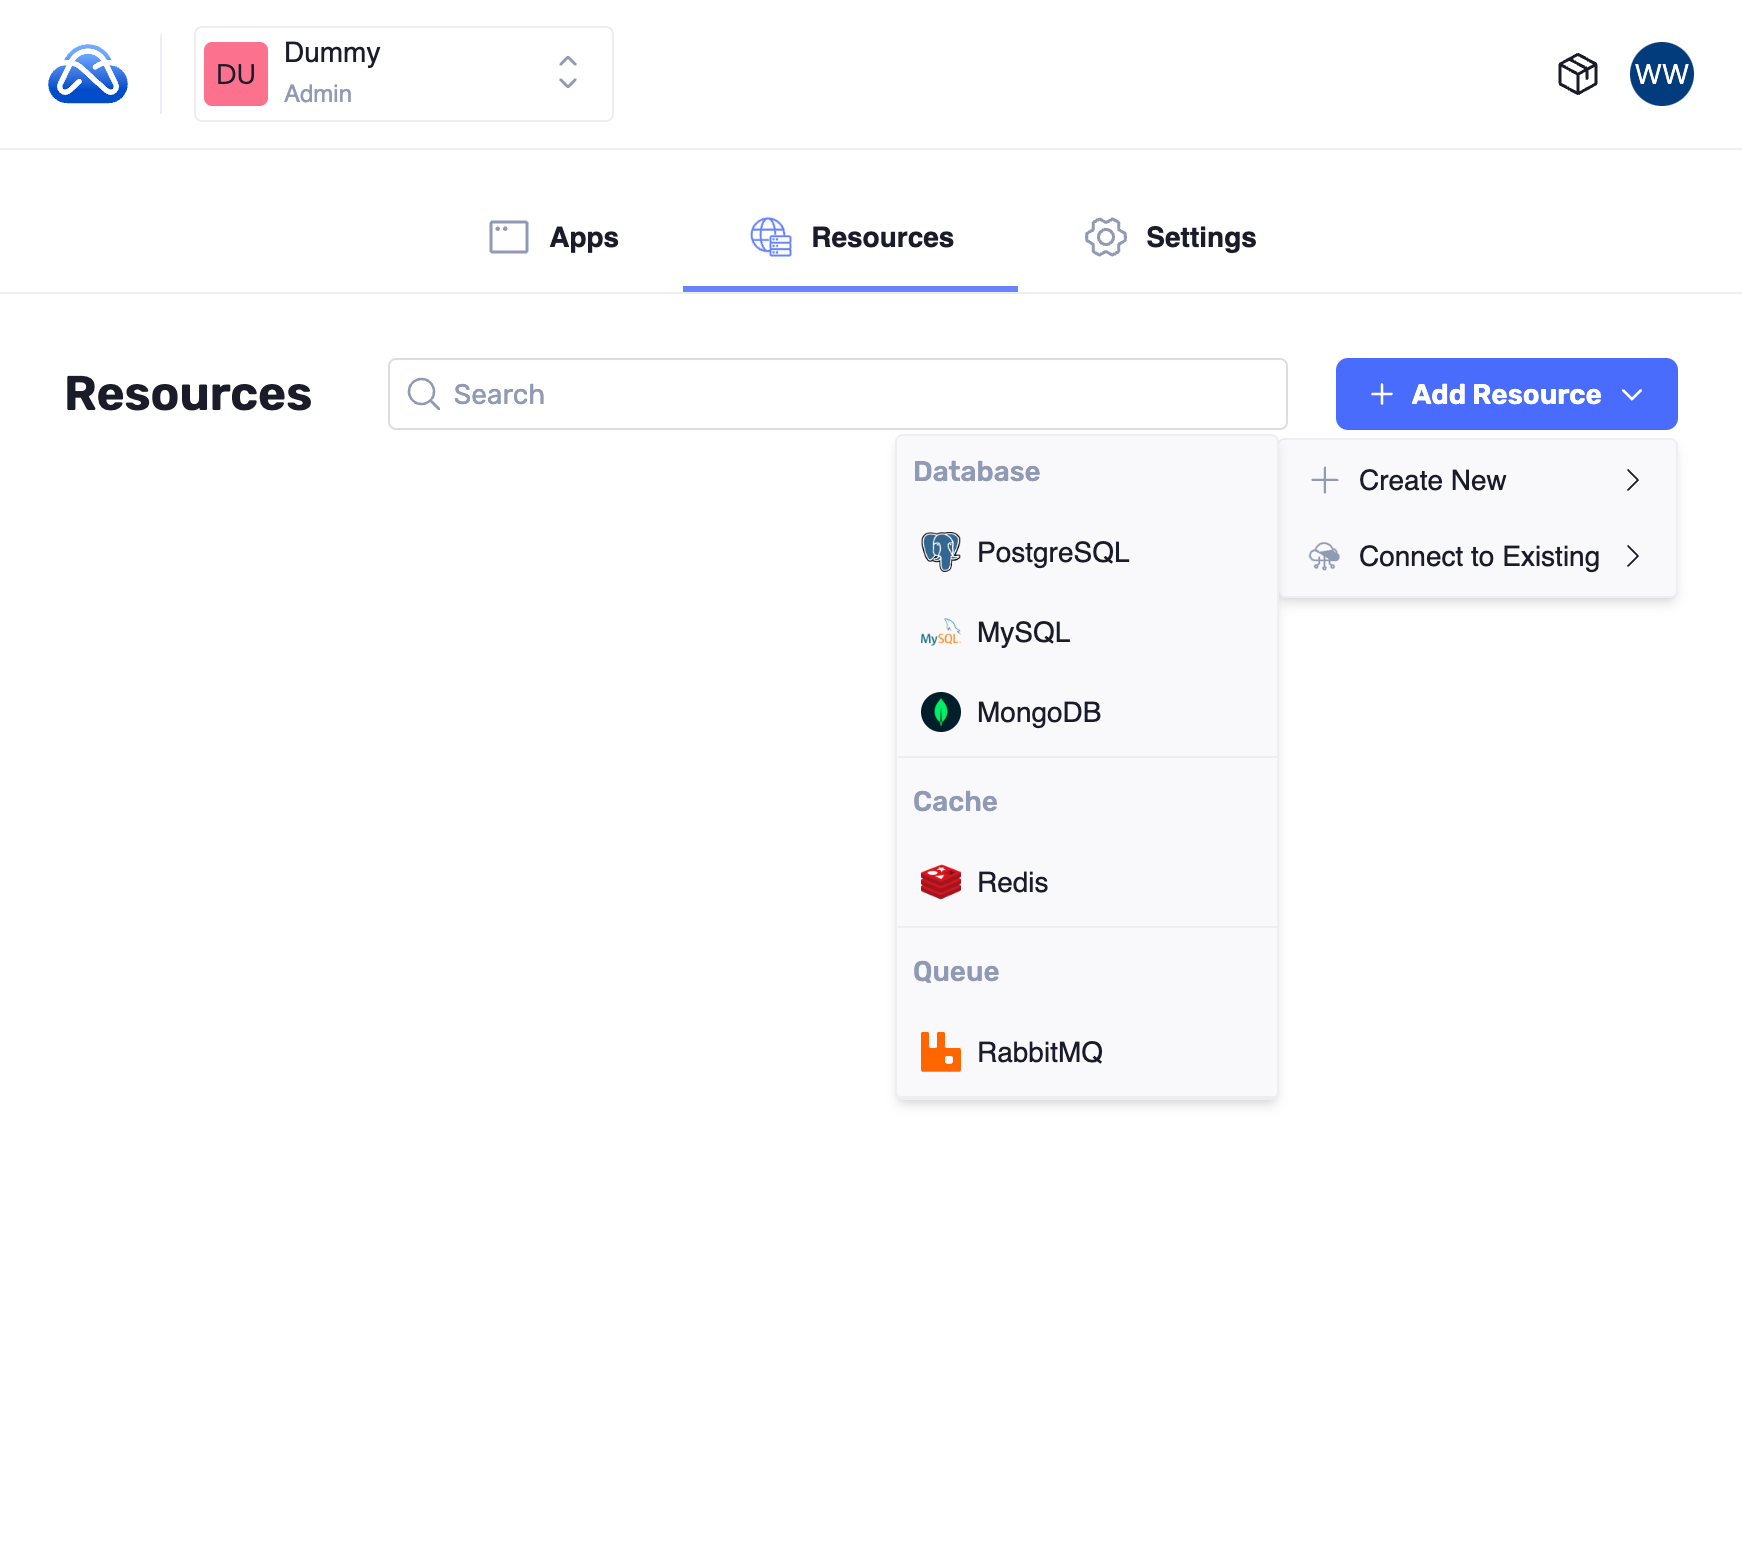 DU
Dummy
Admin
WW
Apps
Resources
Settings
Resources
Search
Add Resource
Create New
Connect to Existing
Database
PostgreSQL
MySQL
MySQL
MongoDB
Cache
Redis
Queue
RabbitMQ